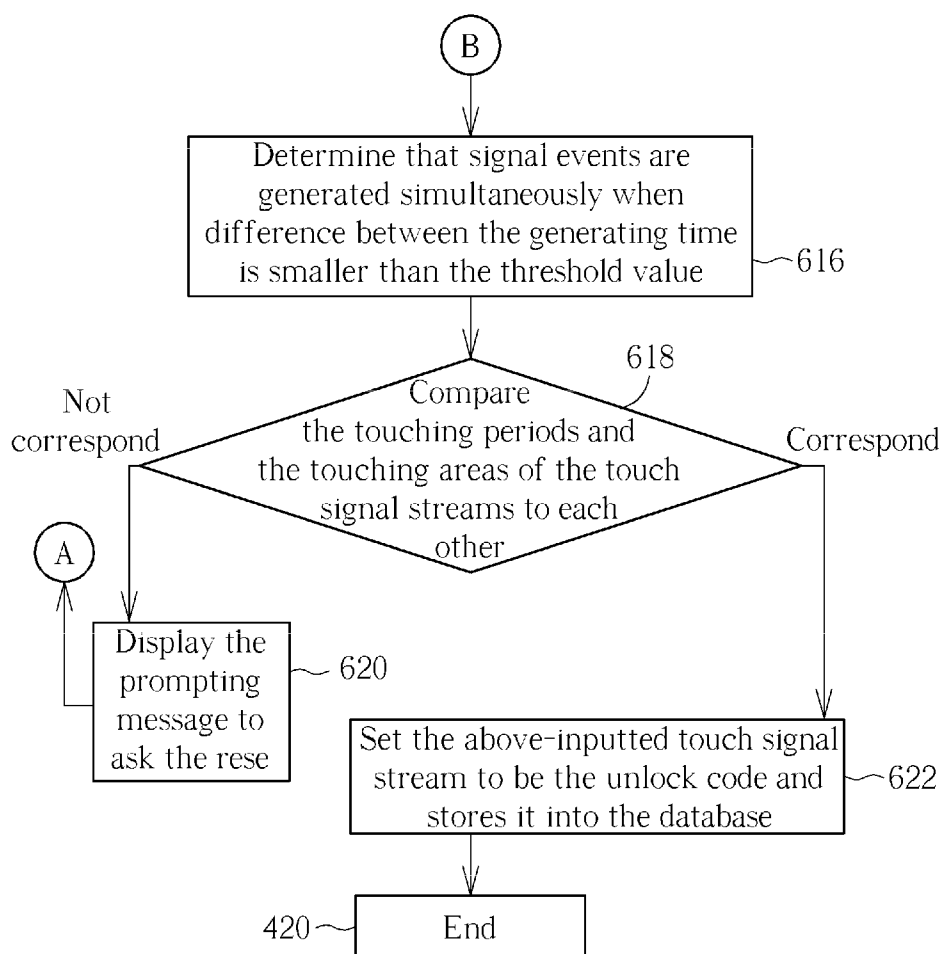 B
Determine that signal events are
generated simultaneously when
difference between the generating time
is smaller than the threshold value
616
618
Compare
the touching periods and
the touching areas of the touch
signal streams to each
other
Not
correspond
Correspond
A
Display the
prompting
message to
ask the rese
620
Set the above-inputted touch signal
stream to be the unlock code and
stores it into the database
622
420
End